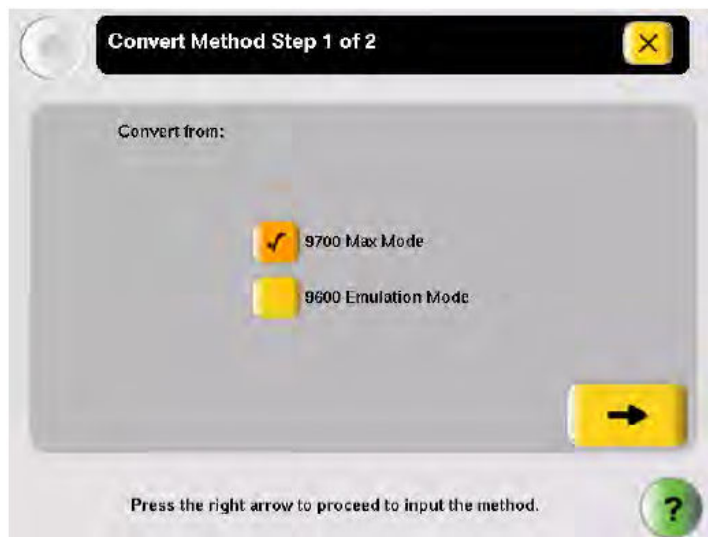 Convert Method Step 1 of 2
Convert from:
9700 Max Mode
9600 Emulation Mode
Press the right arrow to proceed to input the method.
?